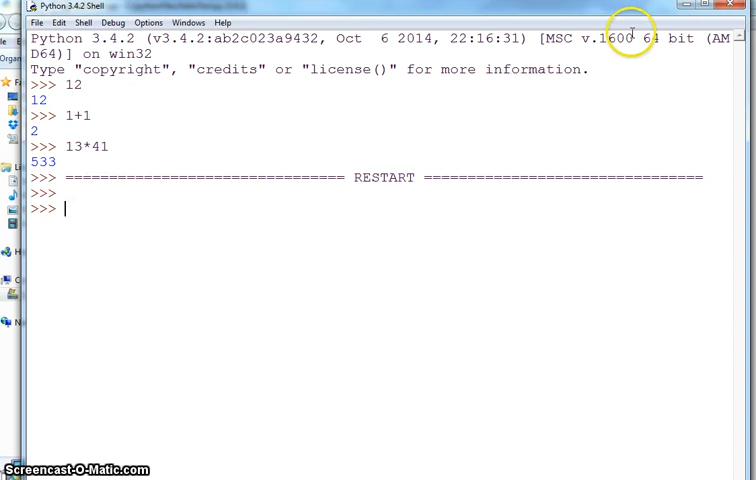 Python 3.4.2 Shell
File Edit Shell Debug Options Windows Help
Python 3.4.2 (v3.4.2:ab2c023a9432, Oct  6 2014, 22:16:31) [MSC v.1600 64 bit (AM
D64)] on win32
Type "copyright", "credits" or "license()" for more information.
>>> 12
12
>>> 1+1
2
>>> 13*41
533
>>> ================================ RESTART ================================
>>>
>>>
Screencast-O-Matic.com